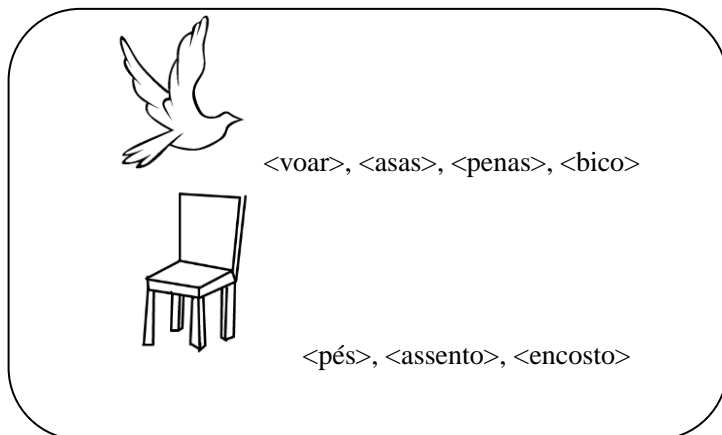 <voar>, <asas>, <penas>, <bico>
<pés>, <assento>, <encosto>